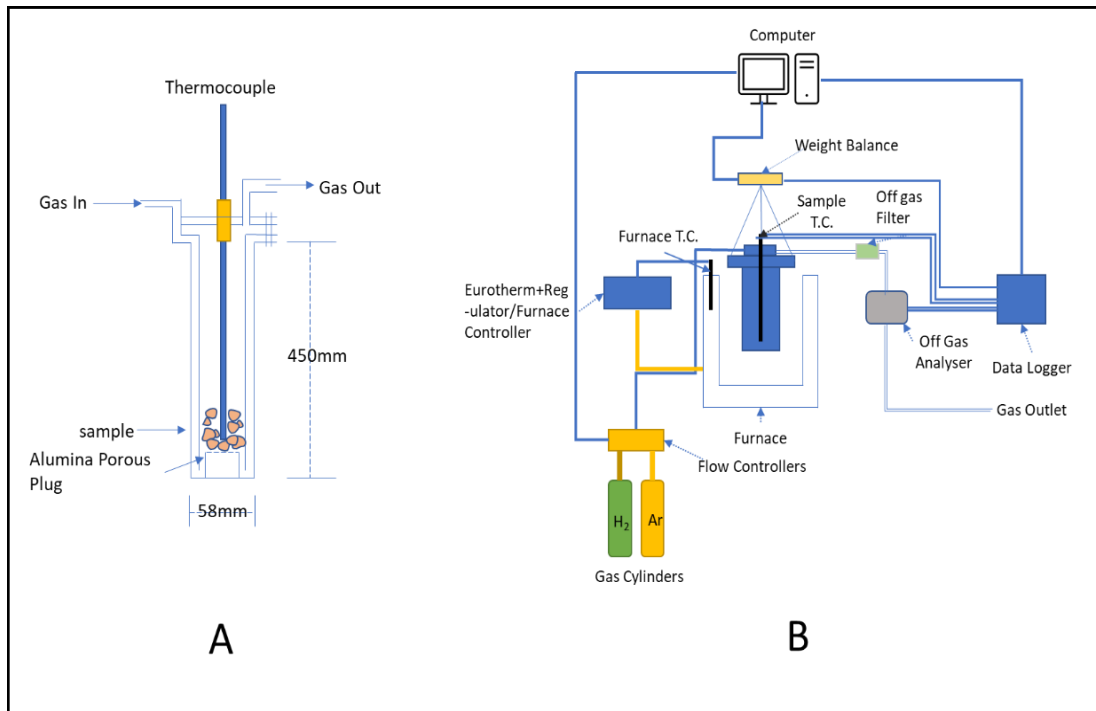 Thermocouple
Gas Out
Gas In
450mm
sample
Alumina Porous
Plug
58mm
A
Computer
Weight Balance
Sample
T.C.
Off gas
Filter
Furnace T.C.
Eurotherm+Reg
-ulator/Furnace
Controller
Off Gas
Analyser
Data Logger
Gas Outlet
Furnace
Flow Controllers
H₂
Ar
Gas Cylinders
B